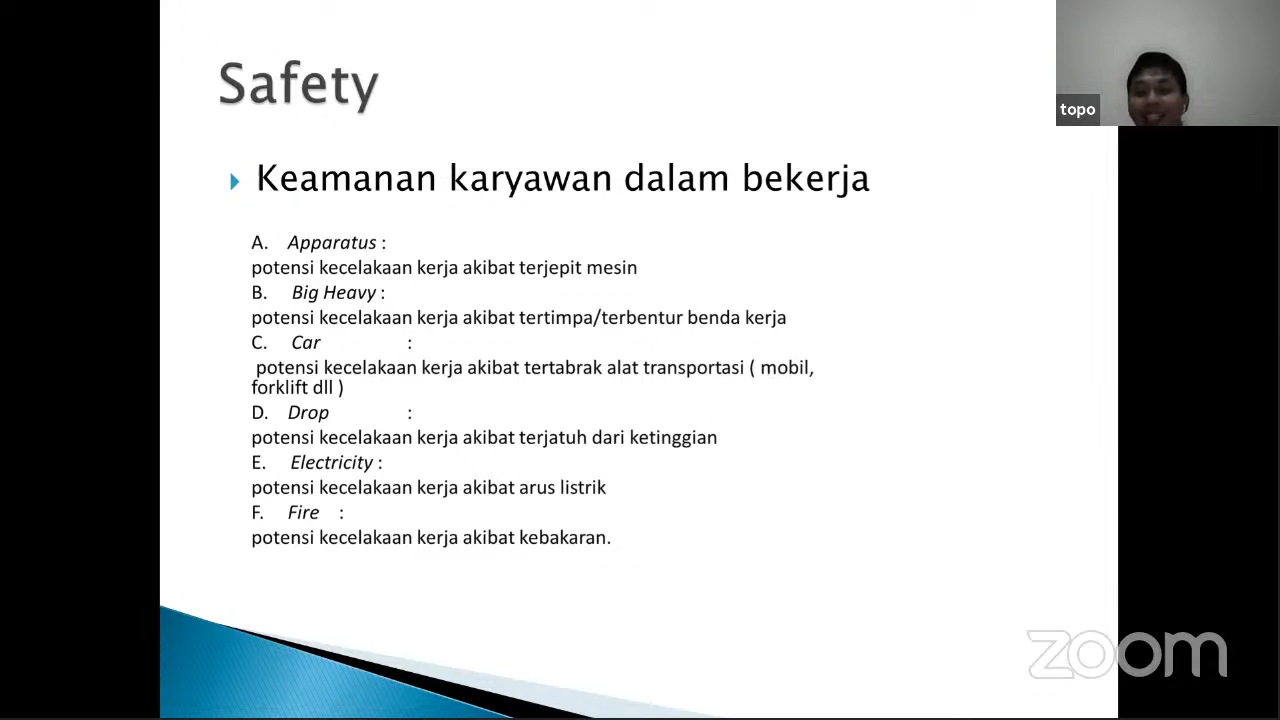 Safety
topo
Keamanan karyawan dalam bekerja
A. Apparatus :
potensi kecelakaan kerja akibat terjepit mesin
B. Big Heavy :
potensi kecelakaan kerja akibat tertimpa/terbentur benda kerja
C. Car :
potensi kecelakaan kerja akibat tertabrak alat transportasi ( mobil,
forklift dll )
D. Drop :
potensi kecelakaan kerja akibat terjatuh dari ketinggian
E. Electricity :
potensi kecelakaan kerja akibat arus listrik
F. Fire :
potensi kecelakaan kerja akibat kebakaran.
zoom